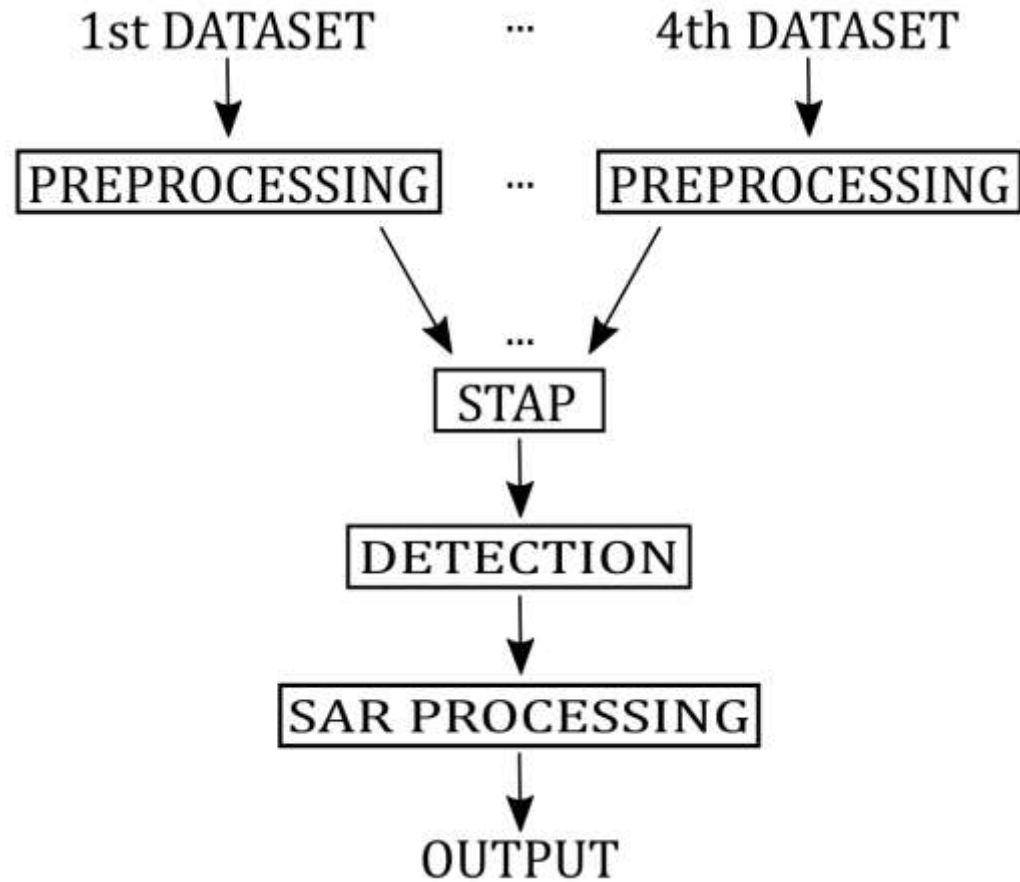 1st DATASET ... 4th DATASET
PREPROCESSING ... PREPROCESSING
...
STAP
DETECTION
SAR PROCESSING
OUTPUT